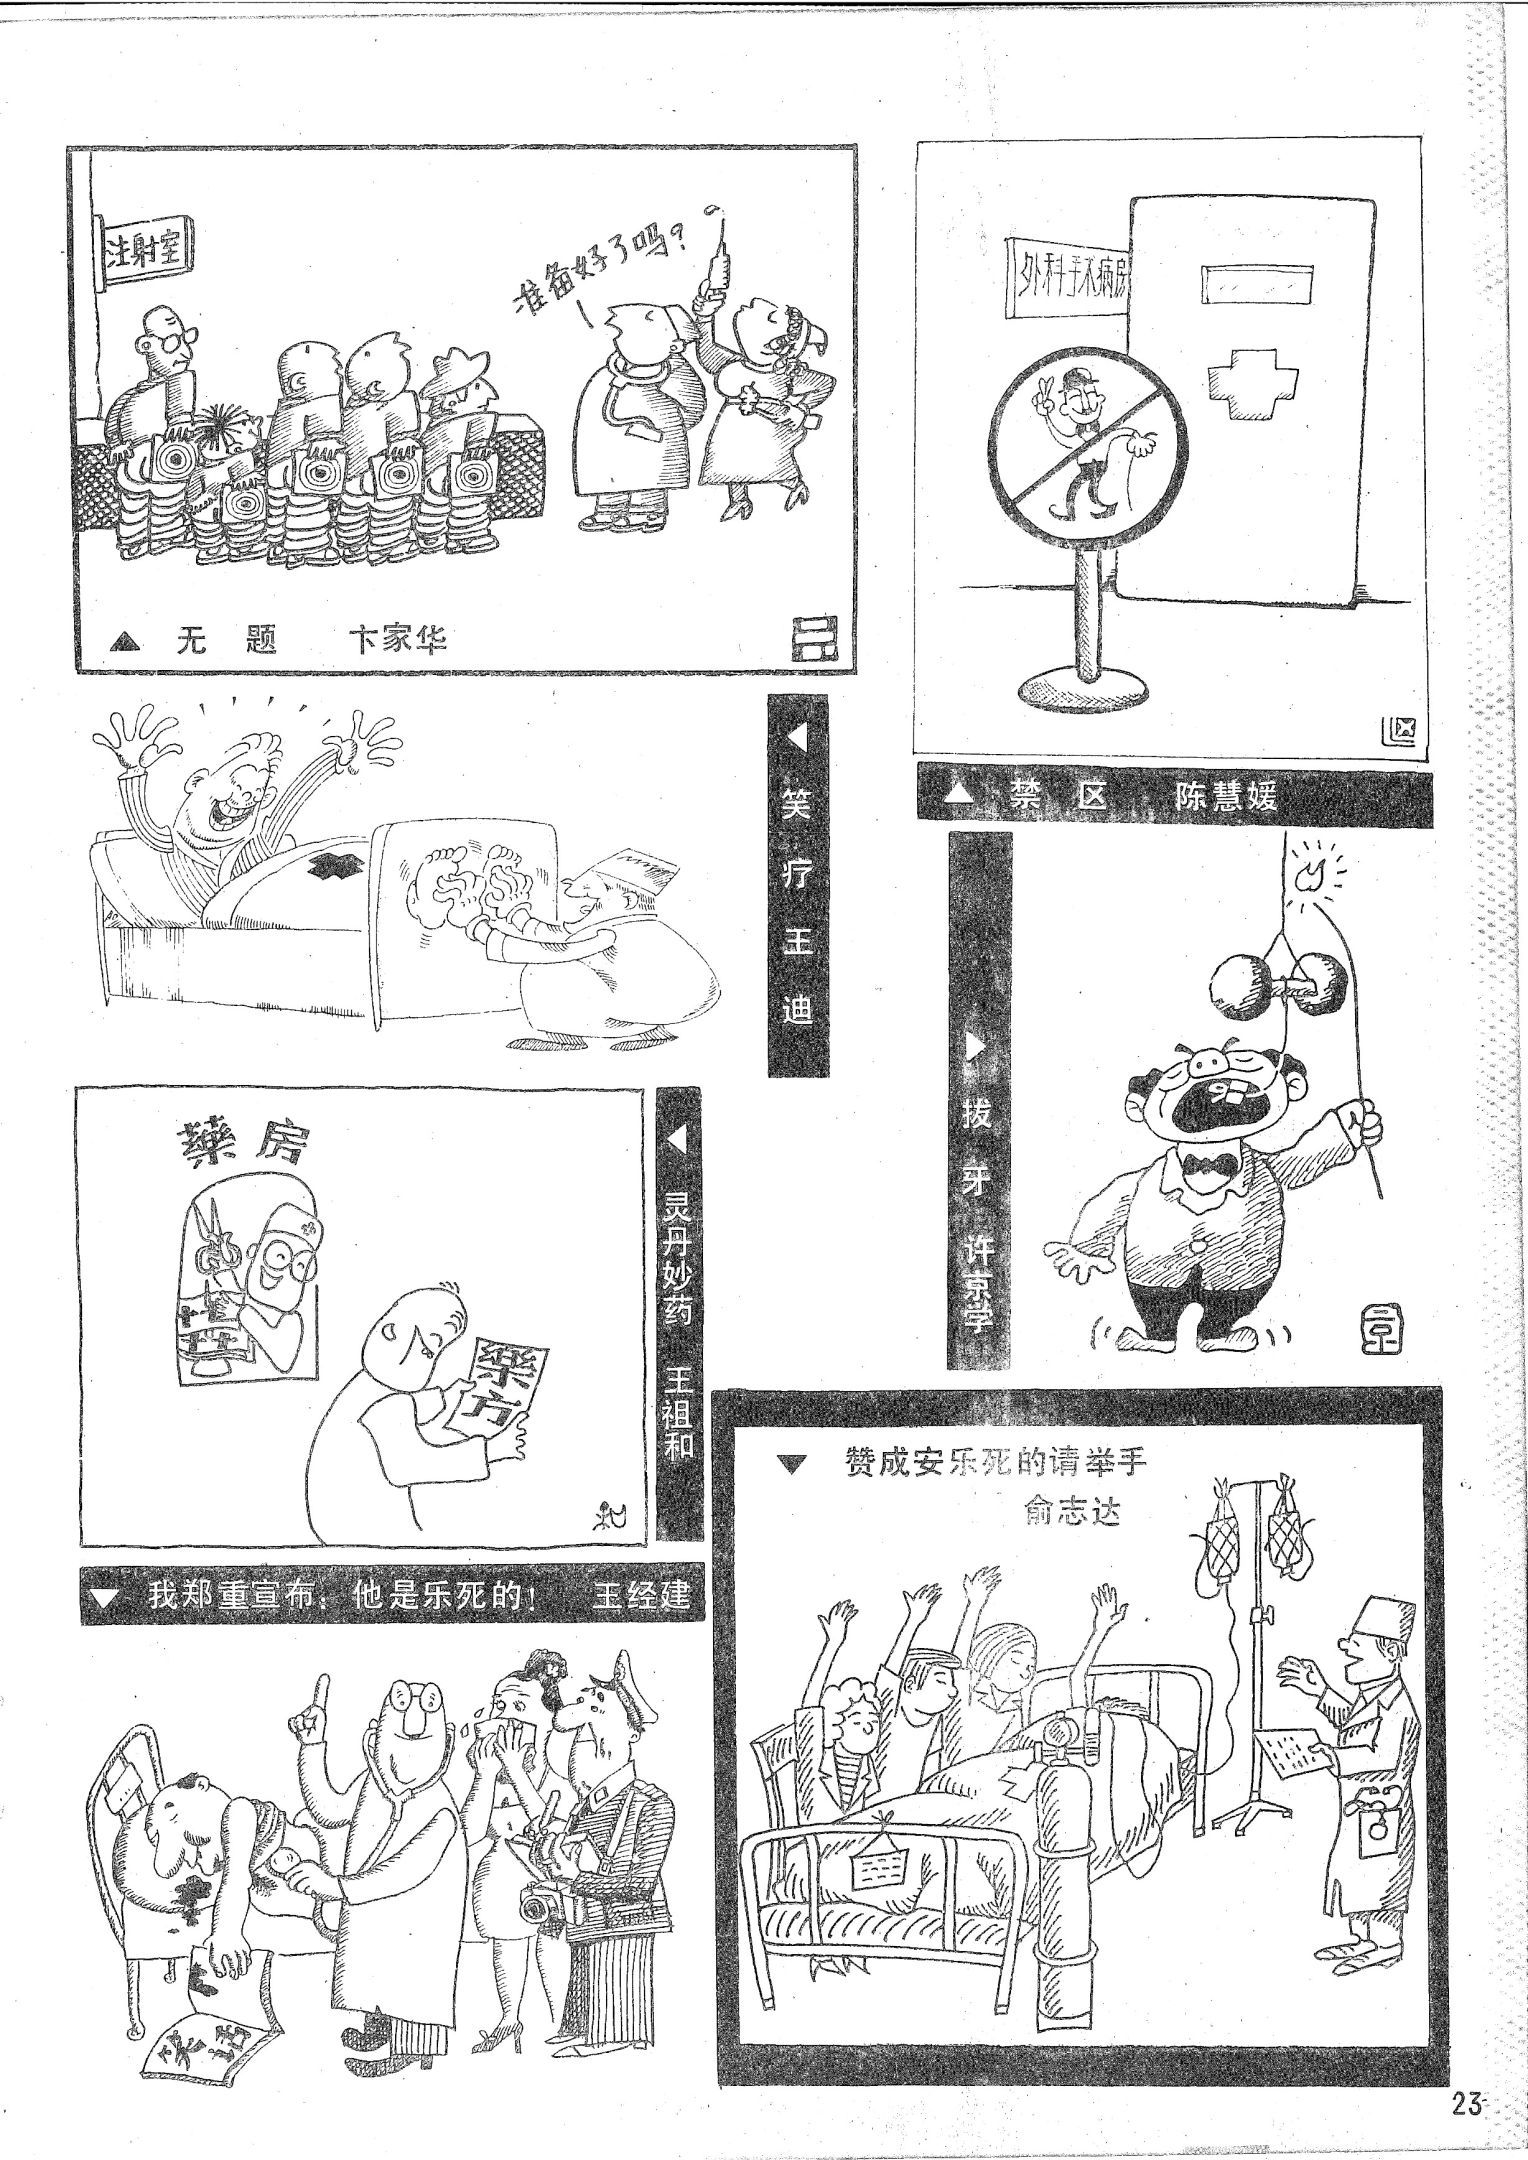 注射室
准备好了吗？
▲ 无题 卞家华
外科手术病房
▲ 禁区 陈慧媛
◀ 笑疗 王迪
▶ 拔牙 许京学
藥房
藥方
◀ 灵丹妙药 王祖和
▼ 赞成安乐死的请举手
俞志达
▼ 我郑重宣布：他是乐死的！ 王经建
笑话
23